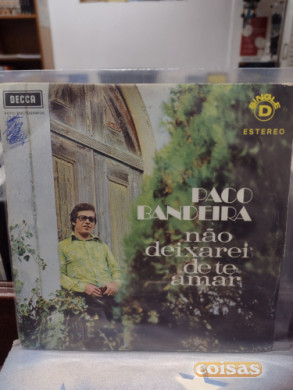 DECCA
SINGLE
D
ESTEREO
PACO
BANDEIRA
não
deixarei
de te
amar
coisas